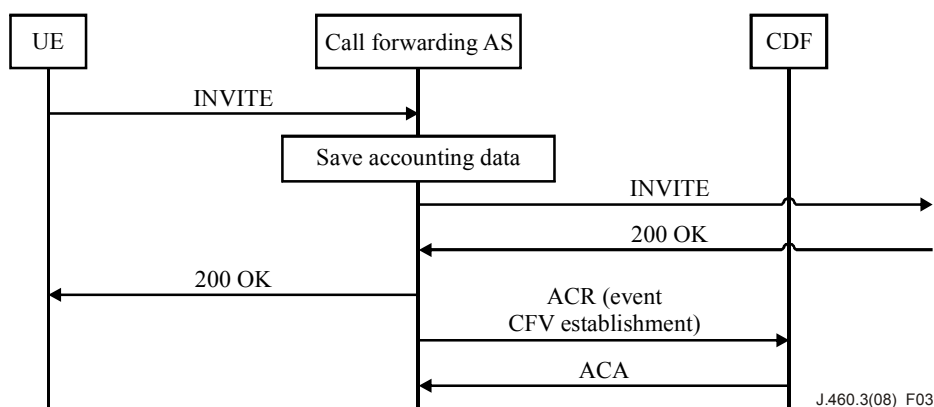 UE
Call forwarding AS
CDF
INVITE
Save accounting data
INVITE
200 OK
200 OK
ACR (event
CFV establishment)
ACA
J.460.3(08)_F03